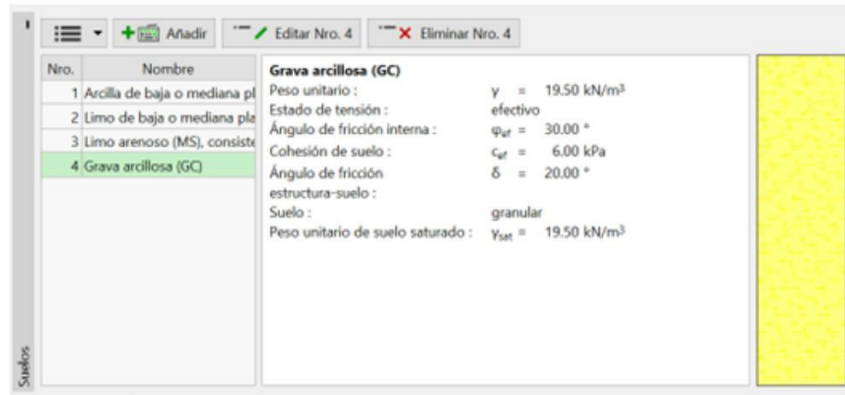 Añadir Editar Nro. 4 Eliminar Nro. 4
Nro. Nombre
1 Arcilla de baja o mediana pl
2 Limo de baja o mediana pla
3 Limo arenoso (MS), consiste
4 Grava arcillosa (GC)
Grava arcillosa (GC)
Peso unitario : γ = 19.50 kN/m³
Estado de tensión : efectivo
Ángulo de fricción interna : φef = 30.00 °
Cohesión de suelo : cef = 6.00 kPa
Ángulo de fricción δ = 20.00 °
estructura-suelo :
Suelo : granular
Peso unitario de suelo saturado : γsat = 19.50 kN/m³
Suelos